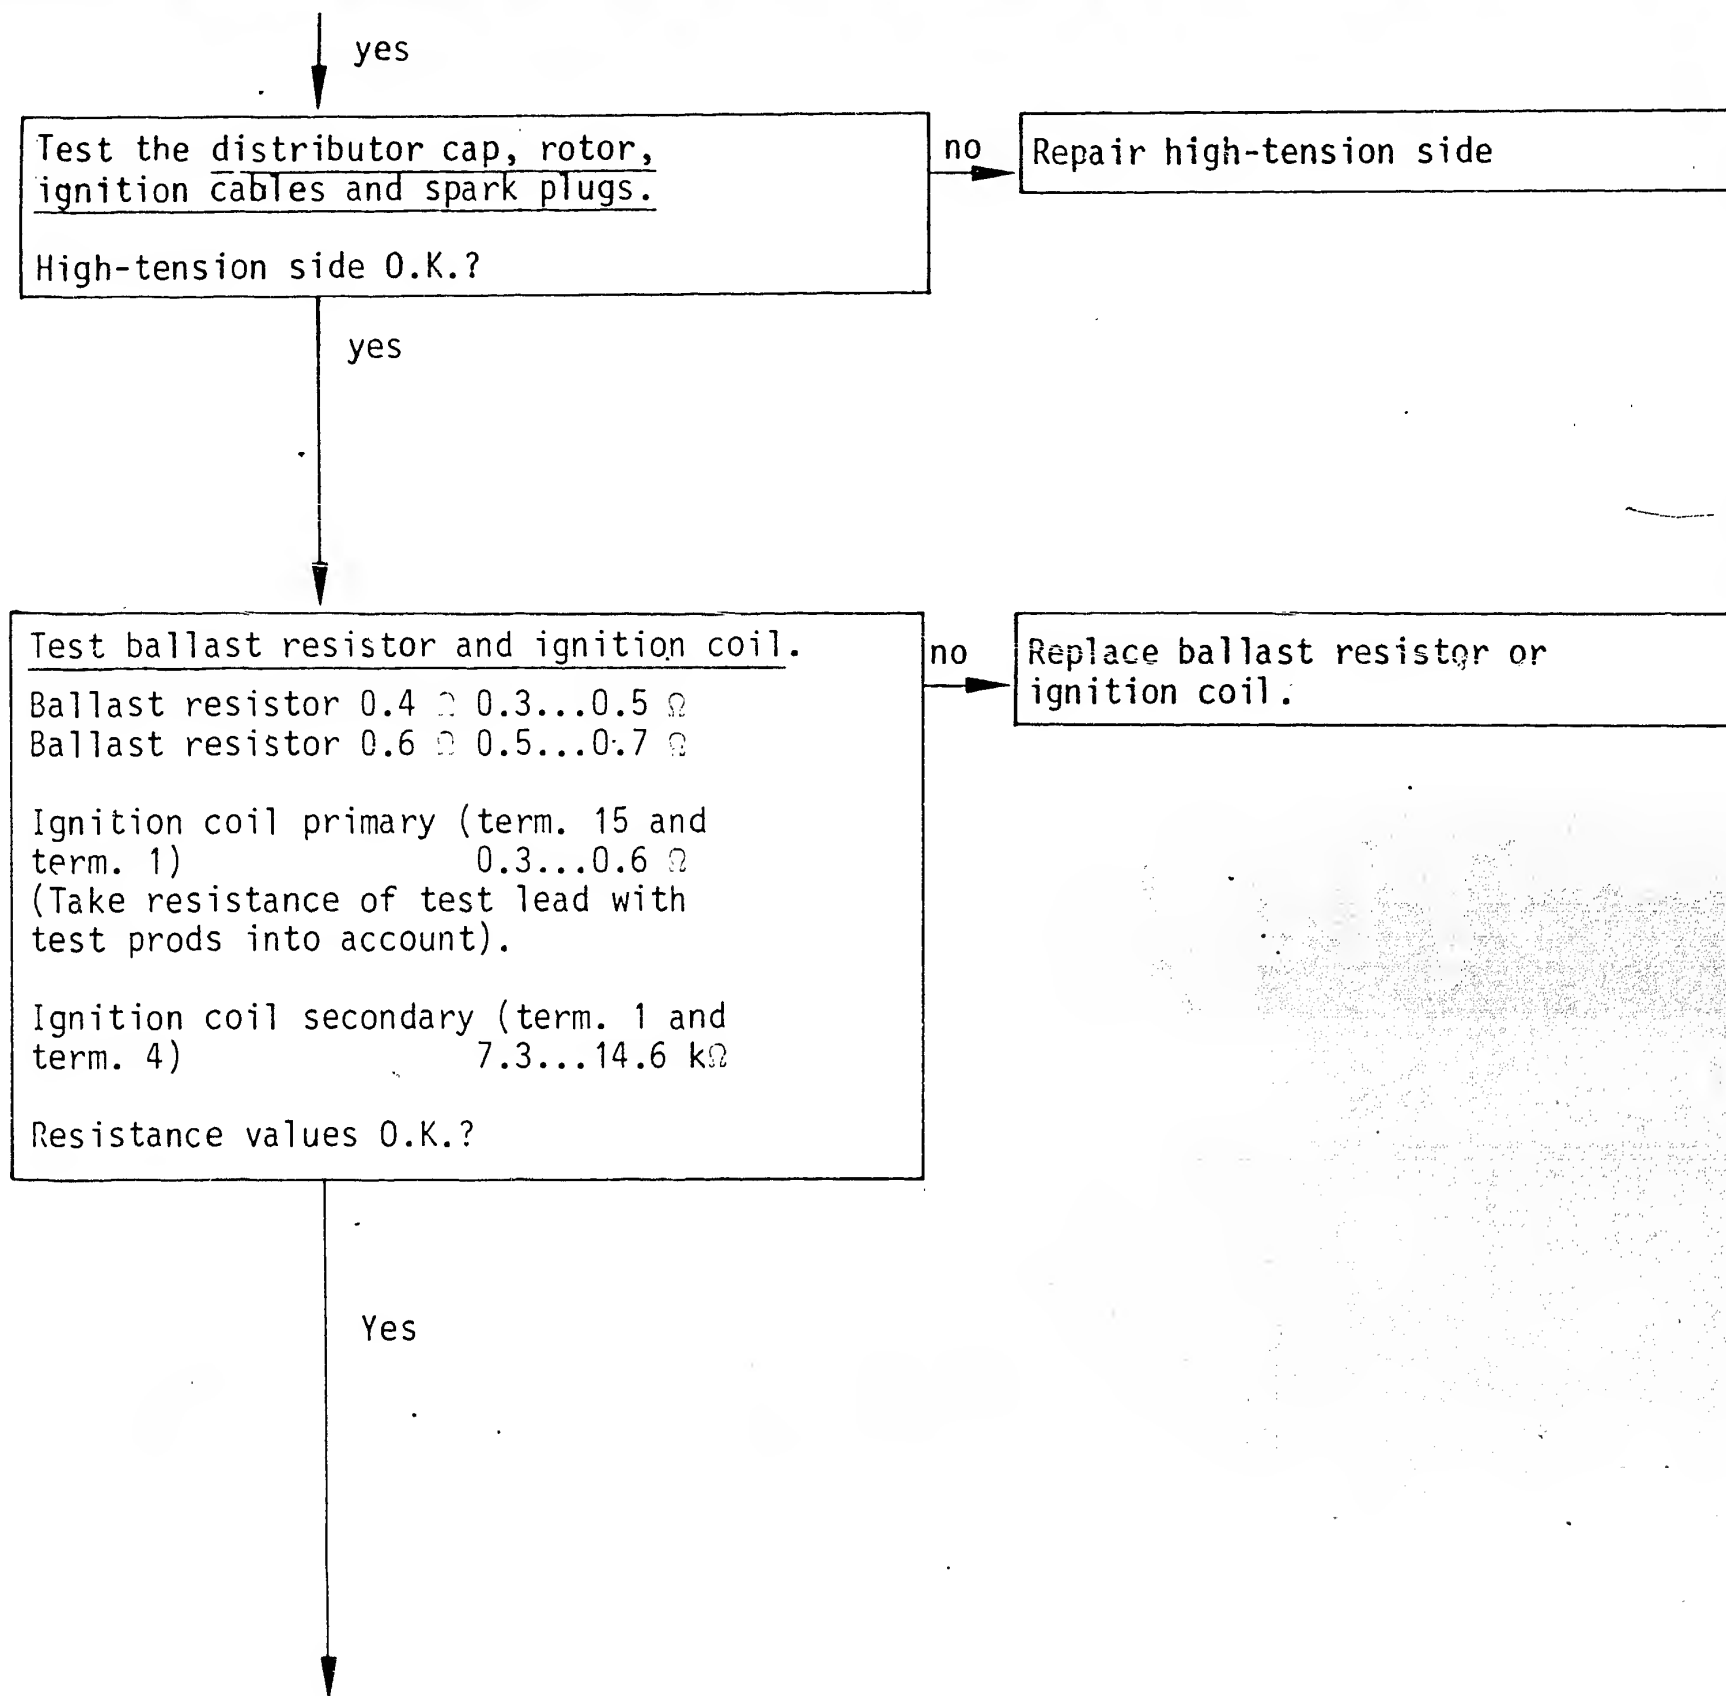 yes
Test the distributor cap, rotor,
ignition cables and spark plugs.
High-tension side O.K.?
no
Repair high-tension side
yes
Test ballast resistor and ignition coil.
Ballast resistor 0.4 Ω 0.3...0.5 Ω
Ballast resistor 0.6 Ω 0.5...0.7 Ω
Ignition coil primary (term. 15 and
term. 1) 0.3...0.6 Ω
(Take resistance of test lead with
test prods into account).
Ignition coil secondary (term. 1 and
term. 4) 7.3...14.6 kΩ
Resistance values O.K.?
no
Replace ballast resistor or
ignition coil.
Yes